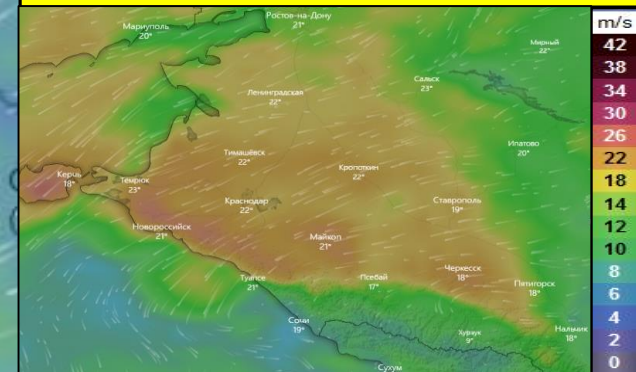 Ростов-на-Дону
21°
Мариуполь
20°
Мирный
22°
Сальск
23°
Ленинградская
22°
Ипатово
20°
Тимашёвск
22°
Кропоткин
22°
Керчь
18°
Темрюк
23°
Краснодар
22°
Ставрополь
19°
Новороссийск
21°
Майкоп
21°
Черкесск
18°
Туапсе
21°
Псебай
17°
Пятигорск
18°
Сочи
19°
Хурзук
9°
Нальчик
18°
Сухум
m/s
42
38
34
30
26
22
18
14
12
10
8
6
4
2
0